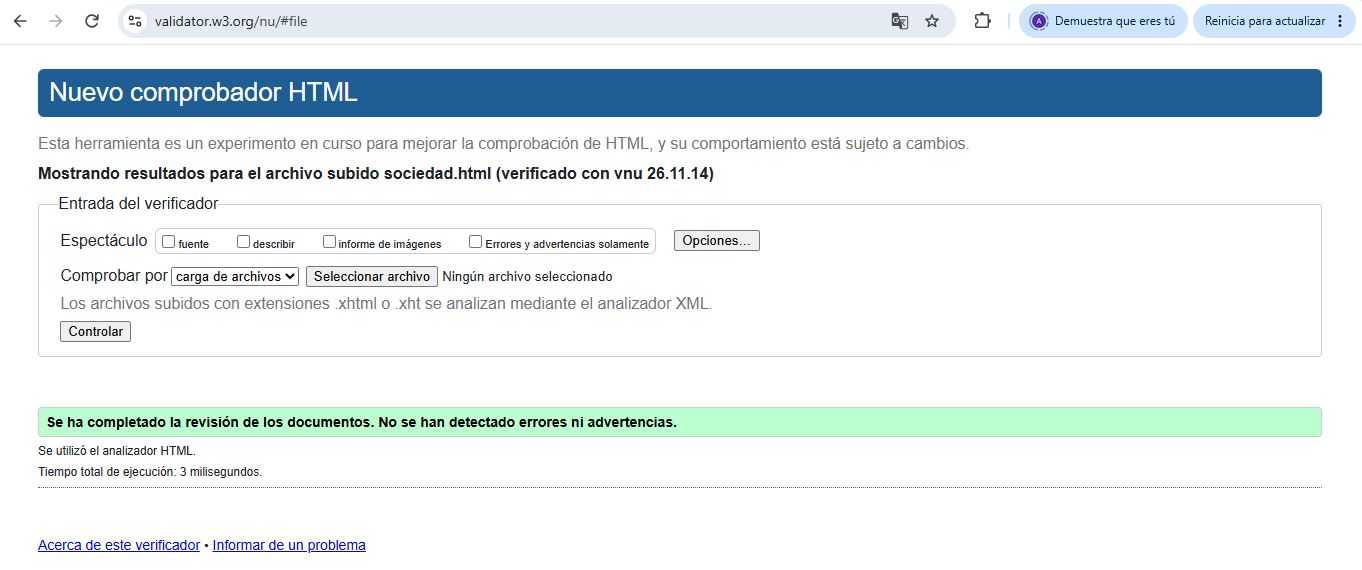 validator.w3.org/nu/#file
Demuestra que eres tú
Reinicia para actualizar
Nuevo comprobador HTML
Esta herramienta es un experimento en curso para mejorar la comprobación de HTML, y su comportamiento está sujeto a cambios.
Mostrando resultados para el archivo subido sociedad.html (verificado con vnu 26.11.14)
Entrada del verificador
Espectáculo fuente describir informe de imágenes Errores y advertencias solamente Opciones...
Comprobar por carga de archivos Seleccionar archivo Ningún archivo seleccionado
Los archivos subidos con extensiones .xhtml o .xht se analizan mediante el analizador XML.
Controlar
Se ha completado la revisión de los documentos. No se han detectado errores ni advertencias.
Se utilizó el analizador HTML.
Tiempo total de ejecución: 3 milisegundos.
Acerca de este verificador • Informar de un problema